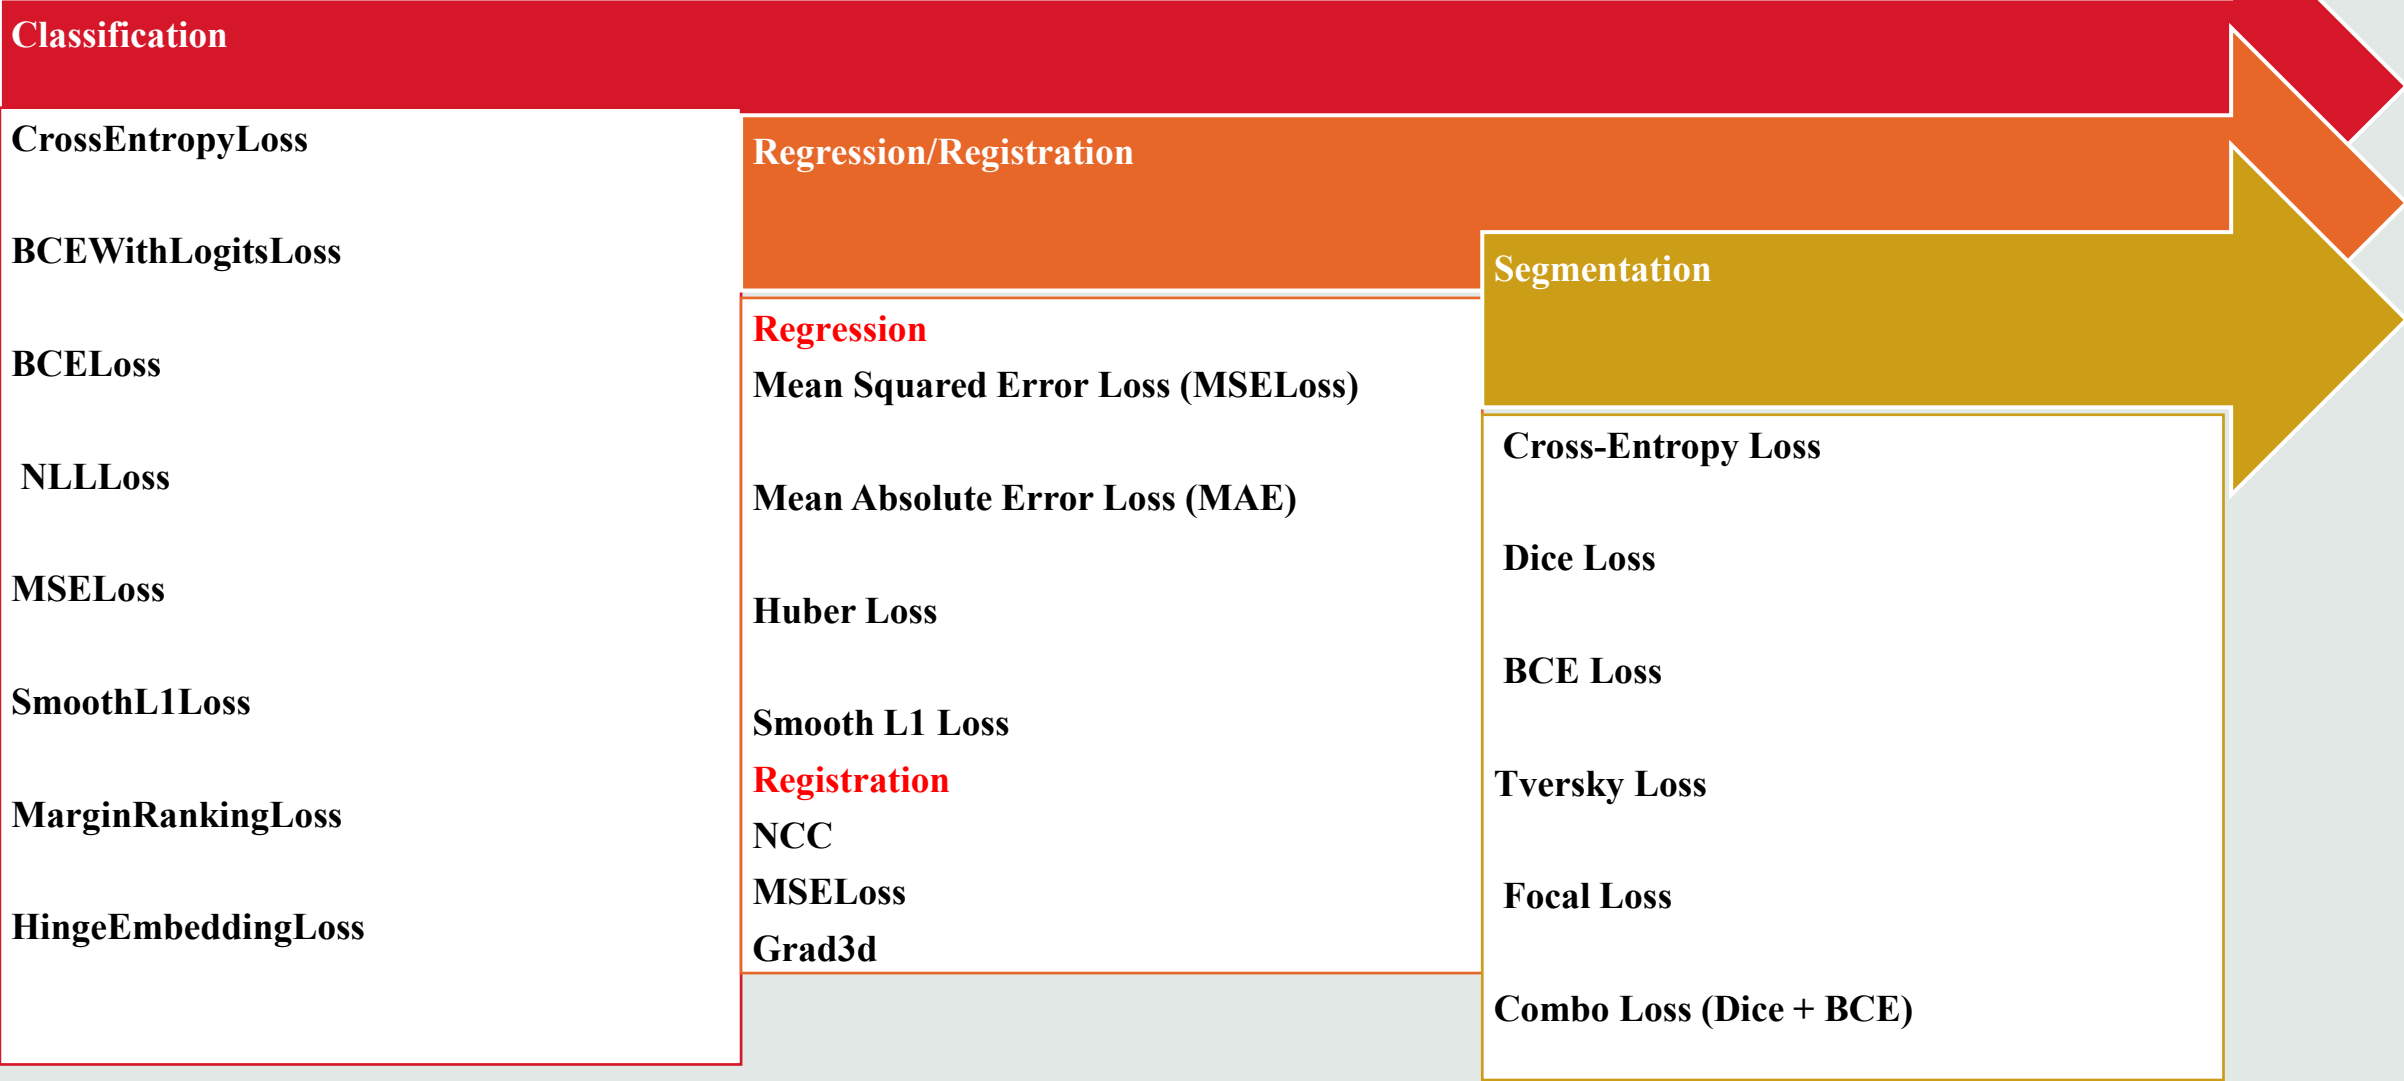 Classification
CrossEntropyLoss
BCEWithLogitsLoss
BCELoss
NLLLoss
MSELoss
SmoothL1Loss
MarginRankingLoss
HingeEmbeddingLoss
Regression/Registration
Regression
Mean Squared Error Loss (MSELoss)
Mean Absolute Error Loss (MAE)
Huber Loss
Smooth L1 Loss
Registration
NCC
MSELoss
Grad3d
Segmentation
Cross-Entropy Loss
Dice Loss
BCE Loss
Tversky Loss
Focal Loss
Combo Loss (Dice + BCE)